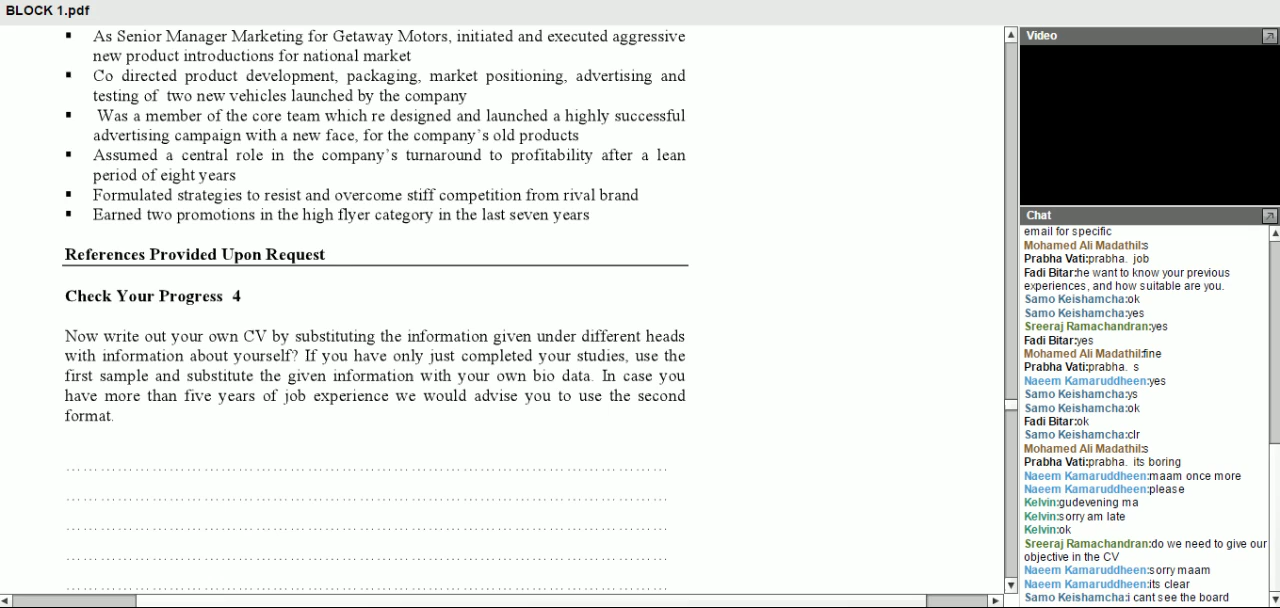 BLOCK 1.pdf
▪ As Senior Manager Marketing for Getaway Motors, initiated and executed aggressive
new product introductions for national market
▪ Co directed product development, packaging, market positioning, advertising and
testing of two new vehicles launched by the company
▪ Was a member of the core team which re designed and launched a highly successful
advertising campaign with a new face, for the company's old products
▪ Assumed a central role in the company's turnaround to profitability after a lean
period of eight years
▪ Formulated strategies to resist and overcome stiff competition from rival brand
▪ Earned two promotions in the high flyer category in the last seven years
References Provided Upon Request
Check Your Progress 4
Now write out your own CV by substituting the information given under different heads
with information about yourself? If you have only just completed your studies, use the
first sample and substitute the given information with your own bio data. In case you
have more than five years of job experience we would advise you to use the second
format.
Video
Chat
email for specific
Mohamed Ali Madathil:s
Prabha Vati:prabha. job
Fadi Bitar:he want to know your previous
experiences, and how suitable are you.
Samo Keishamcha:ok
Samo Keishamcha:yes
Sreeraj Ramachandran:yes
Fadi Bitar:yes
Mohamed Ali Madathil:fine
Prabha Vati:prabha. s
Naeem Kamaruddheen:yes
Samo Keishamcha:ys
Samo Keishamcha:ok
Fadi Bitar:ok
Samo Keishamcha:clr
Mohamed Ali Madathil:s
Prabha Vati:prabha. its boring
Naeem Kamaruddheen:maam once more
Naeem Kamaruddheen:please
Kelvin:gudevening ma
Kelvin:sorry am late
Kelvin:ok
Sreeraj Ramachandran:do we need to give our
objective in the CV
Naeem Kamaruddheen:sorry maam
Naeem Kamaruddheen:its clear
Samo Keishamcha:i cant see the board